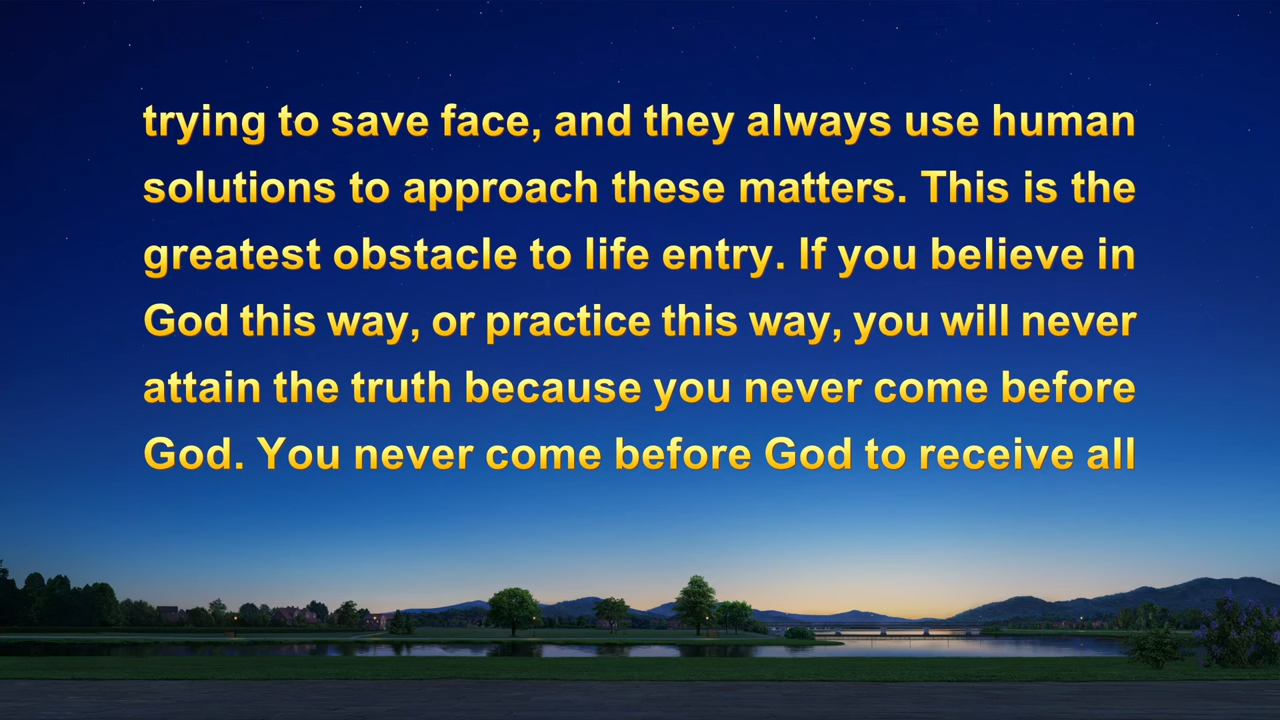 trying to save face, and they always use human
solutions to approach these matters. This is the
greatest obstacle to life entry. If you believe in
God this way, or practice this way, you will never
attain the truth because you never come before
God. You never come before God to receive all